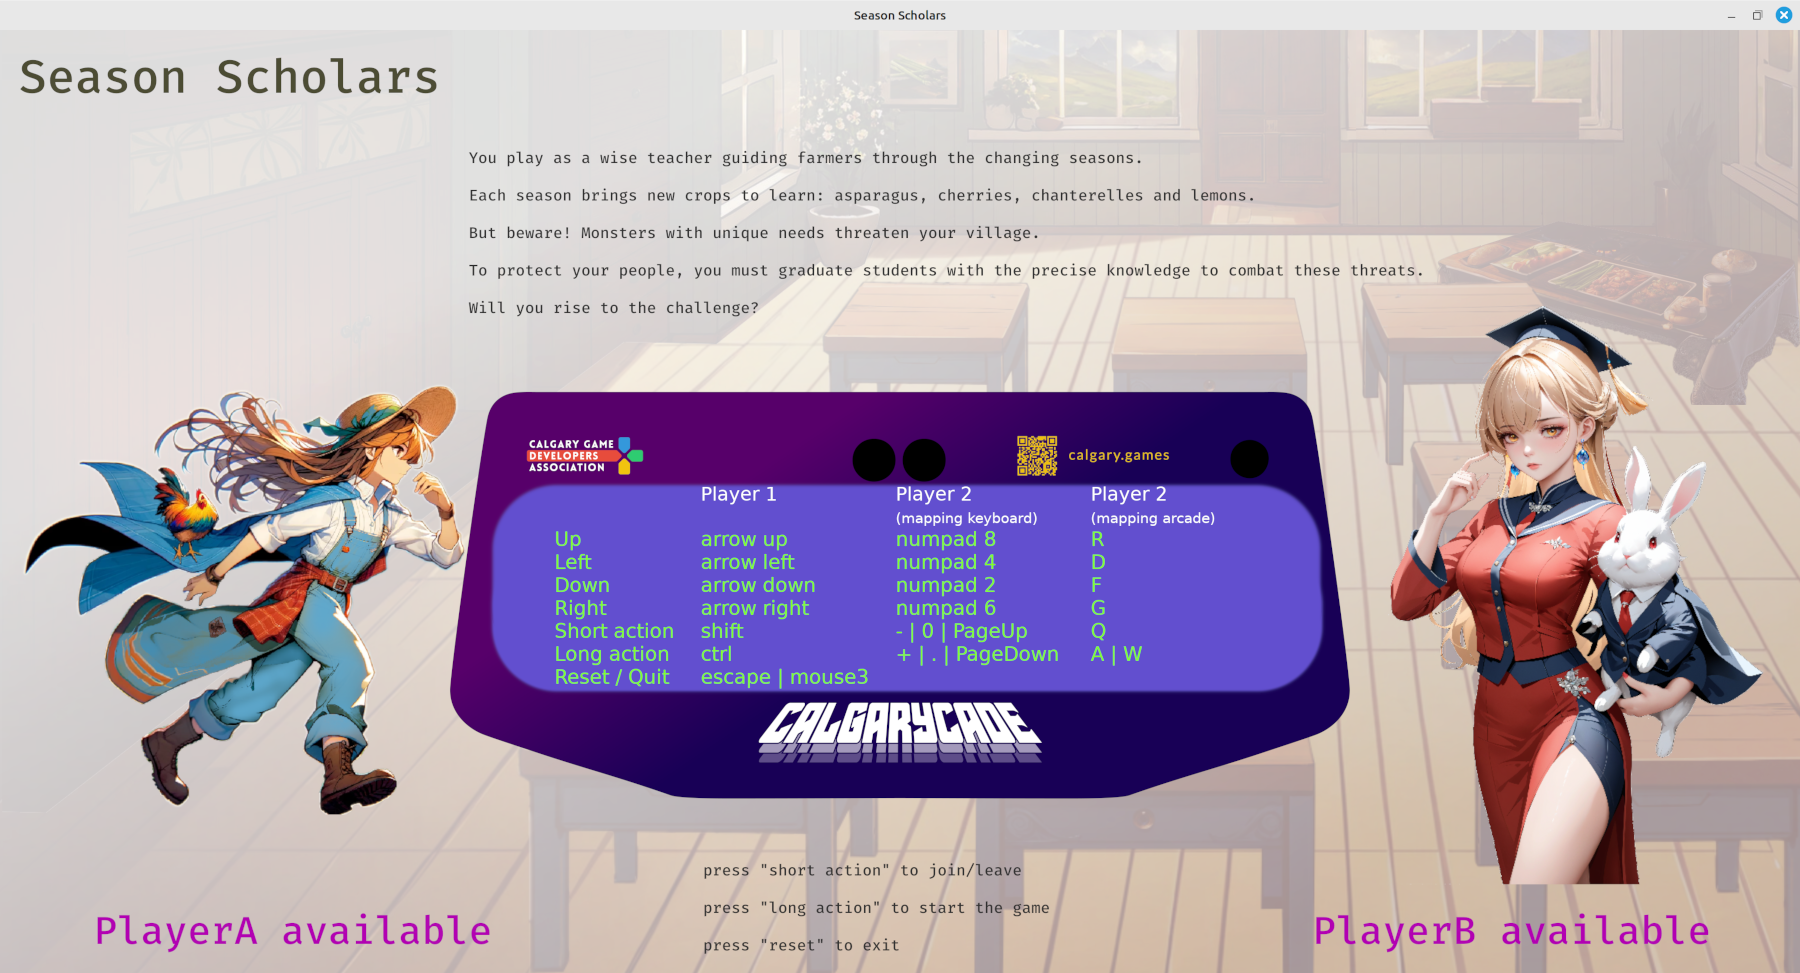 Season Scholars
Season Scholars
You play as a wise teacher guiding farmers through the changing seasons.
Each season brings new crops to learn: asparagus, cherries, chanterelles and lemons.
But beware! Monsters with unique needs threaten your village.
To protect your people, you must graduate students with the precise knowledge to combat these threats.
Will you rise to the challenge?
CALGARY GAME
DEVELOPERS
ASSOCIATION
calgary.games
Player 1 Player 2 Player 2
(mapping keyboard) (mapping arcade)
Up arrow up numpad 8 R
Left arrow left numpad 4 D
Down arrow down numpad 2 F
Right arrow right numpad 6 G
Short action shift - | 0 | PageUp Q
Long action ctrl + | . | PageDown A | W
Reset / Quit escape | mouse3
CALGARYCADE
press "short action" to join/leave
press "long action" to start the game
press "reset" to exit
PlayerA available
PlayerB available